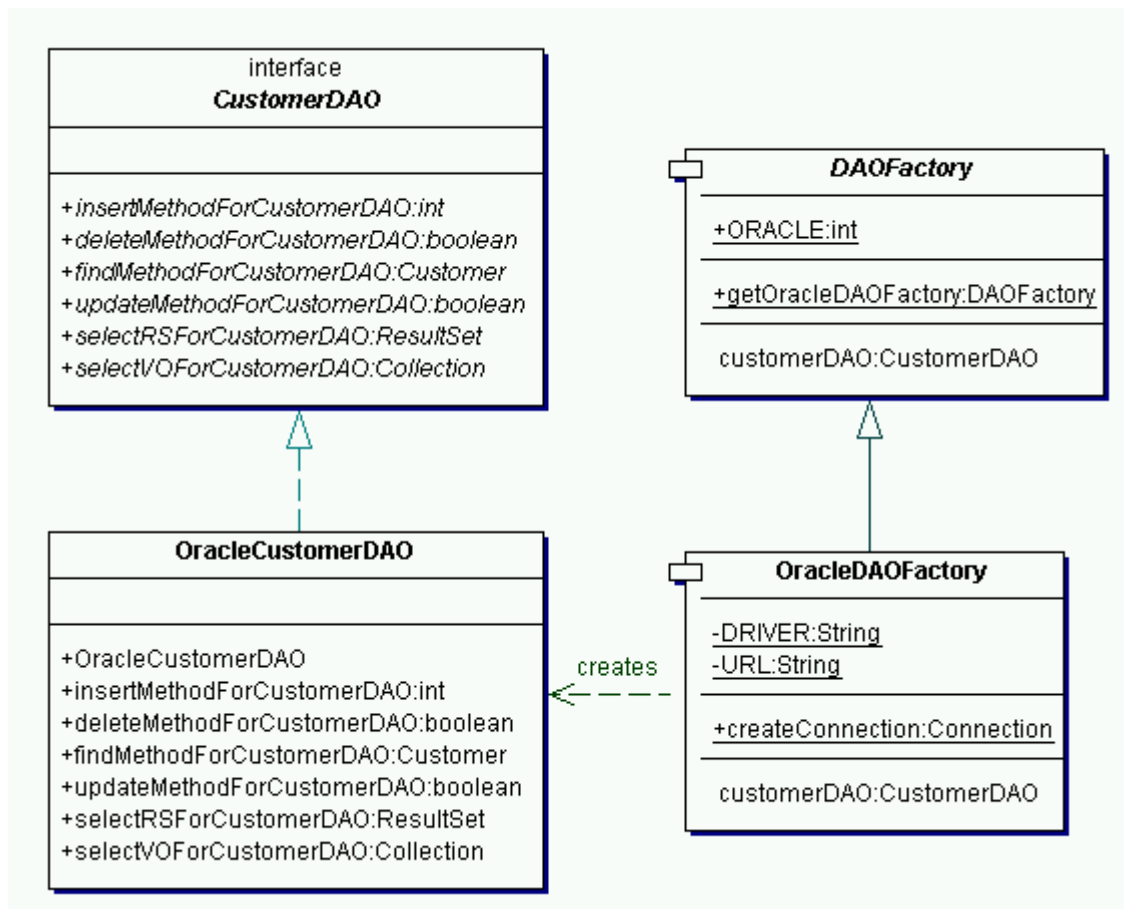 interface
CustomerDAO
+insertMethodForCustomerDAO:int
+deleteMethodForCustomerDAO:boolean
+findMethodForCustomerDAO:Customer
+updateMethodForCustomerDAO:boolean
+selectRSForCustomerDAO:ResultSet
+selectVOForCustomerDAO:Collection
DAOFactory
+ORACLE:int
+getOracleDAOFactory:DAOFactory
customerDAO:CustomerDAO
OracleCustomerDAO
+OracleCustomerDAO
+insertMethodForCustomerDAO:int
+deleteMethodForCustomerDAO:boolean
+findMethodForCustomerDAO:Customer
+updateMethodForCustomerDAO:boolean
+selectRSForCustomerDAO:ResultSet
+selectVOForCustomerDAO:Collection
creates
OracleDAOFactory
-DRIVER:String
-URL:String
+createConnection:Connection
customerDAO:CustomerDAO